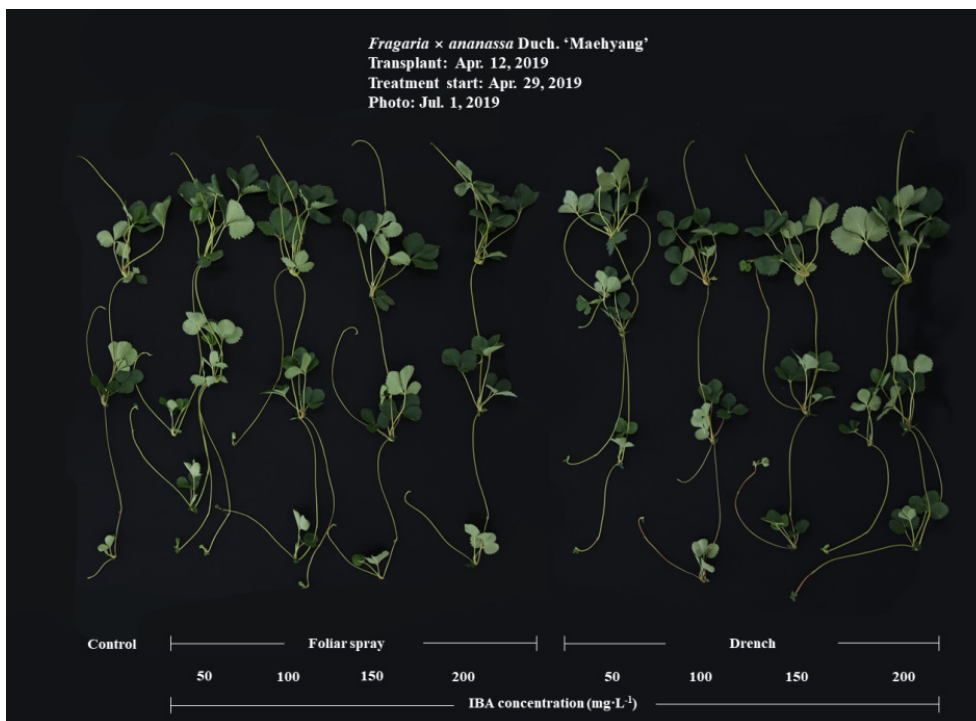 Fragaria × ananassa Duch. ‘Maehyang’
Transplant: Apr. 12, 2019
Treatment start: Apr. 29, 2019
Photo: Jul. 1, 2019
Control Foliar spray Drench
50 100 150 200 50 100 150 200
IBA concentration (mg·L⁻¹)